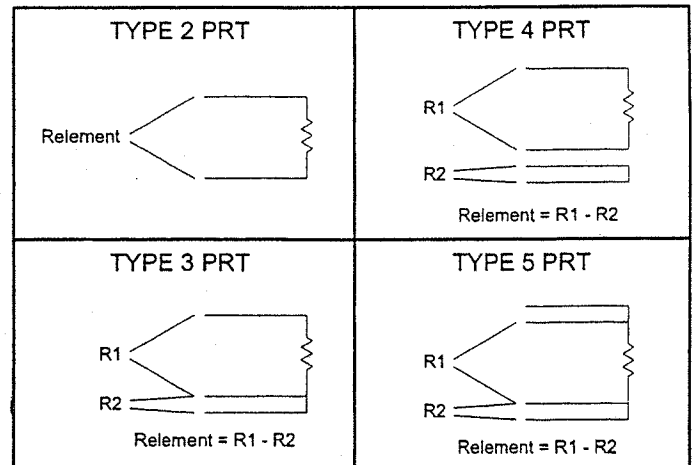 TYPE 2 PRT
Relement
TYPE 4 PRT
R1
R2
Relement = R1 - R2
TYPE 3 PRT
R1
R2
Relement = R1 - R2
TYPE 5 PRT
R1
R2
Relement = R1 - R2